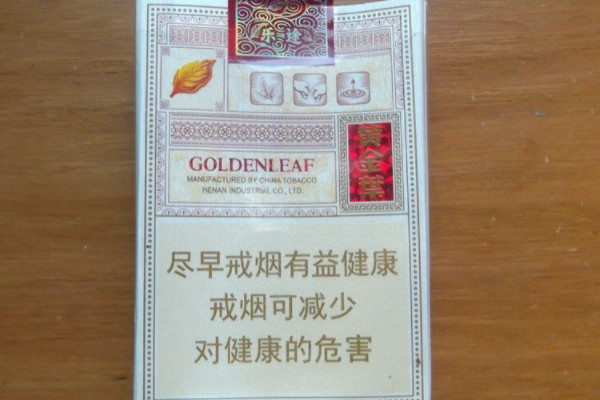 乐途
黄金葉
GOLDENLEAF
MANUFACTURED BY CHINA TOBACCO
HENAN INDUSTRIAL CO., LTD.
尽早戒烟有益健康
戒烟可减少
对健康的危害